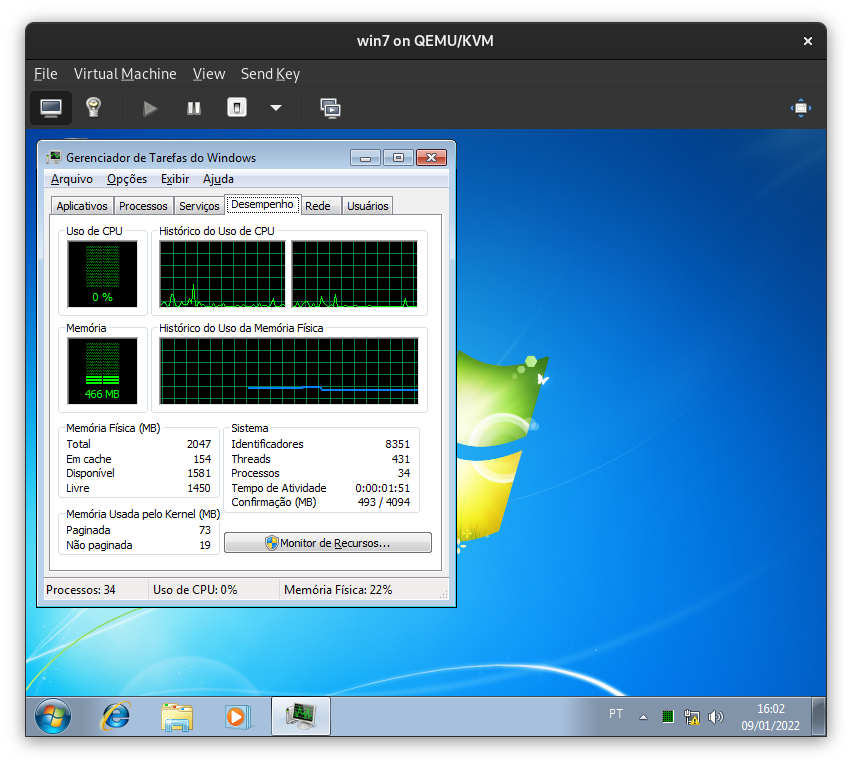 win7 on QEMU/KVM
File Virtual Machine View Send Key
Gerenciador de Tarefas do Windows
Arquivo Opções Exibir Ajuda
Aplicativos Processos Serviços Desempenho Rede Usuários
Uso de CPU
0 %
Histórico do Uso de CPU
Memória
466 MB
Histórico do Uso da Memória Física
Memória Física (MB)
Total 2047
Em cache 154
Disponível 1581
Livre 1450
Sistema
Identificadores 8351
Threads 431
Processos 34
Tempo de Atividade 0:00:01:51
Confirmação (MB) 493 / 4094
Memória Usada pelo Kernel (MB)
Paginada 73
Não paginada 19
Monitor de Recursos...
Processos: 34 Uso de CPU: 0% Memória Física: 22%
PT
16:02
09/01/2022